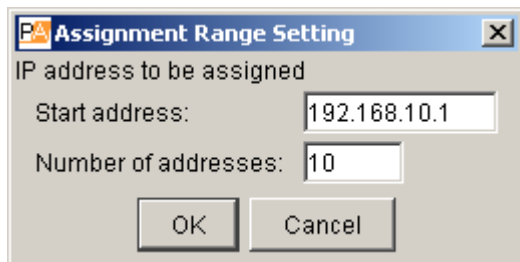 PA Assignment Range Setting
IP address to be assigned
Start address: 192.168.10.1
Number of addresses: 10
OK Cancel